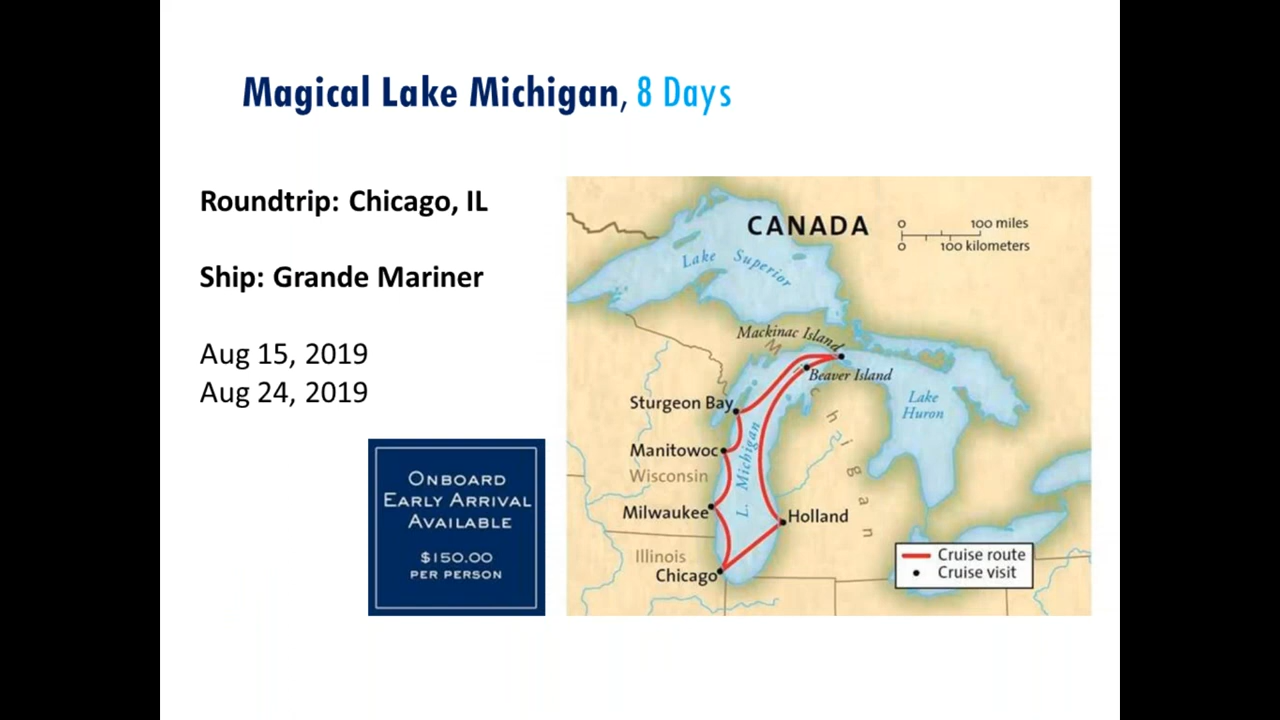 Magical Lake Michigan, 8 Days
Roundtrip: Chicago, IL
Ship: Grande Mariner
Aug 15, 2019
Aug 24, 2019
ONBOARD
EARLY ARRIVAL
AVAILABLE
$150.00
PER PERSON
CANADA
0 100 miles
0 100 kilometers
Lake Superior
Mackinac Island
Beaver Island
Michigan
Lake
Huron
Sturgeon Bay
L. Michigan
Manitowoc
Wisconsin
Milwaukee
Holland
Illinois
Chicago
Cruise route
Cruise visit